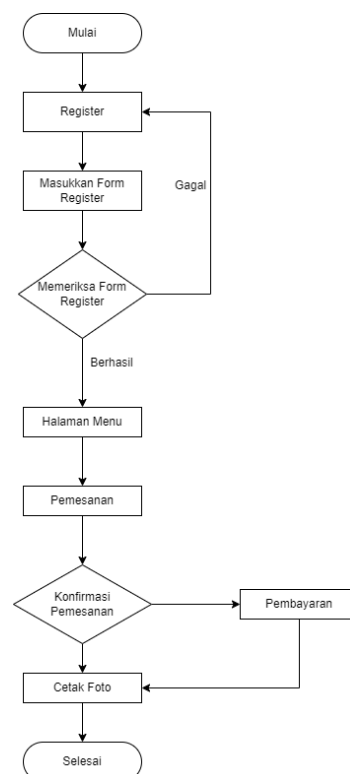 Mulai
Register
Masukkan Form
Register
Gagal
Memeriksa Form
Register
Berhasil
Halaman Menu
Pemesanan
Konfirmasi
Pemesanan
Pembayaran
Cetak Foto
Selesai